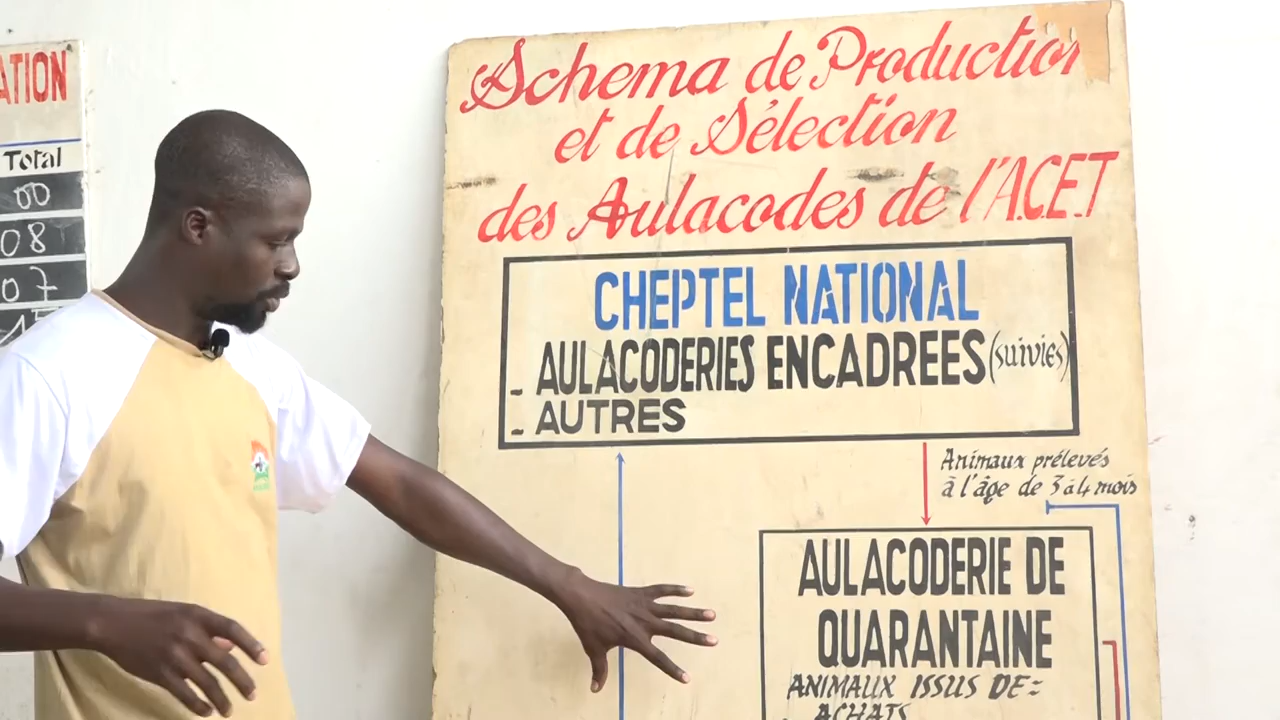 ATION
Total
00
08
07
Schema de Production
et de Sélection
des Aulacodes de l'A.C.E.T
CHEPTEL NATIONAL
- AULACODERIES ENCADREES (suivies)
- AUTRES
Animaux prélevés
à l'âge de 3 à 4 mois
AULACODERIE DE
QUARANTAINE
ANIMAUX ISSUS DE:
ACHATS